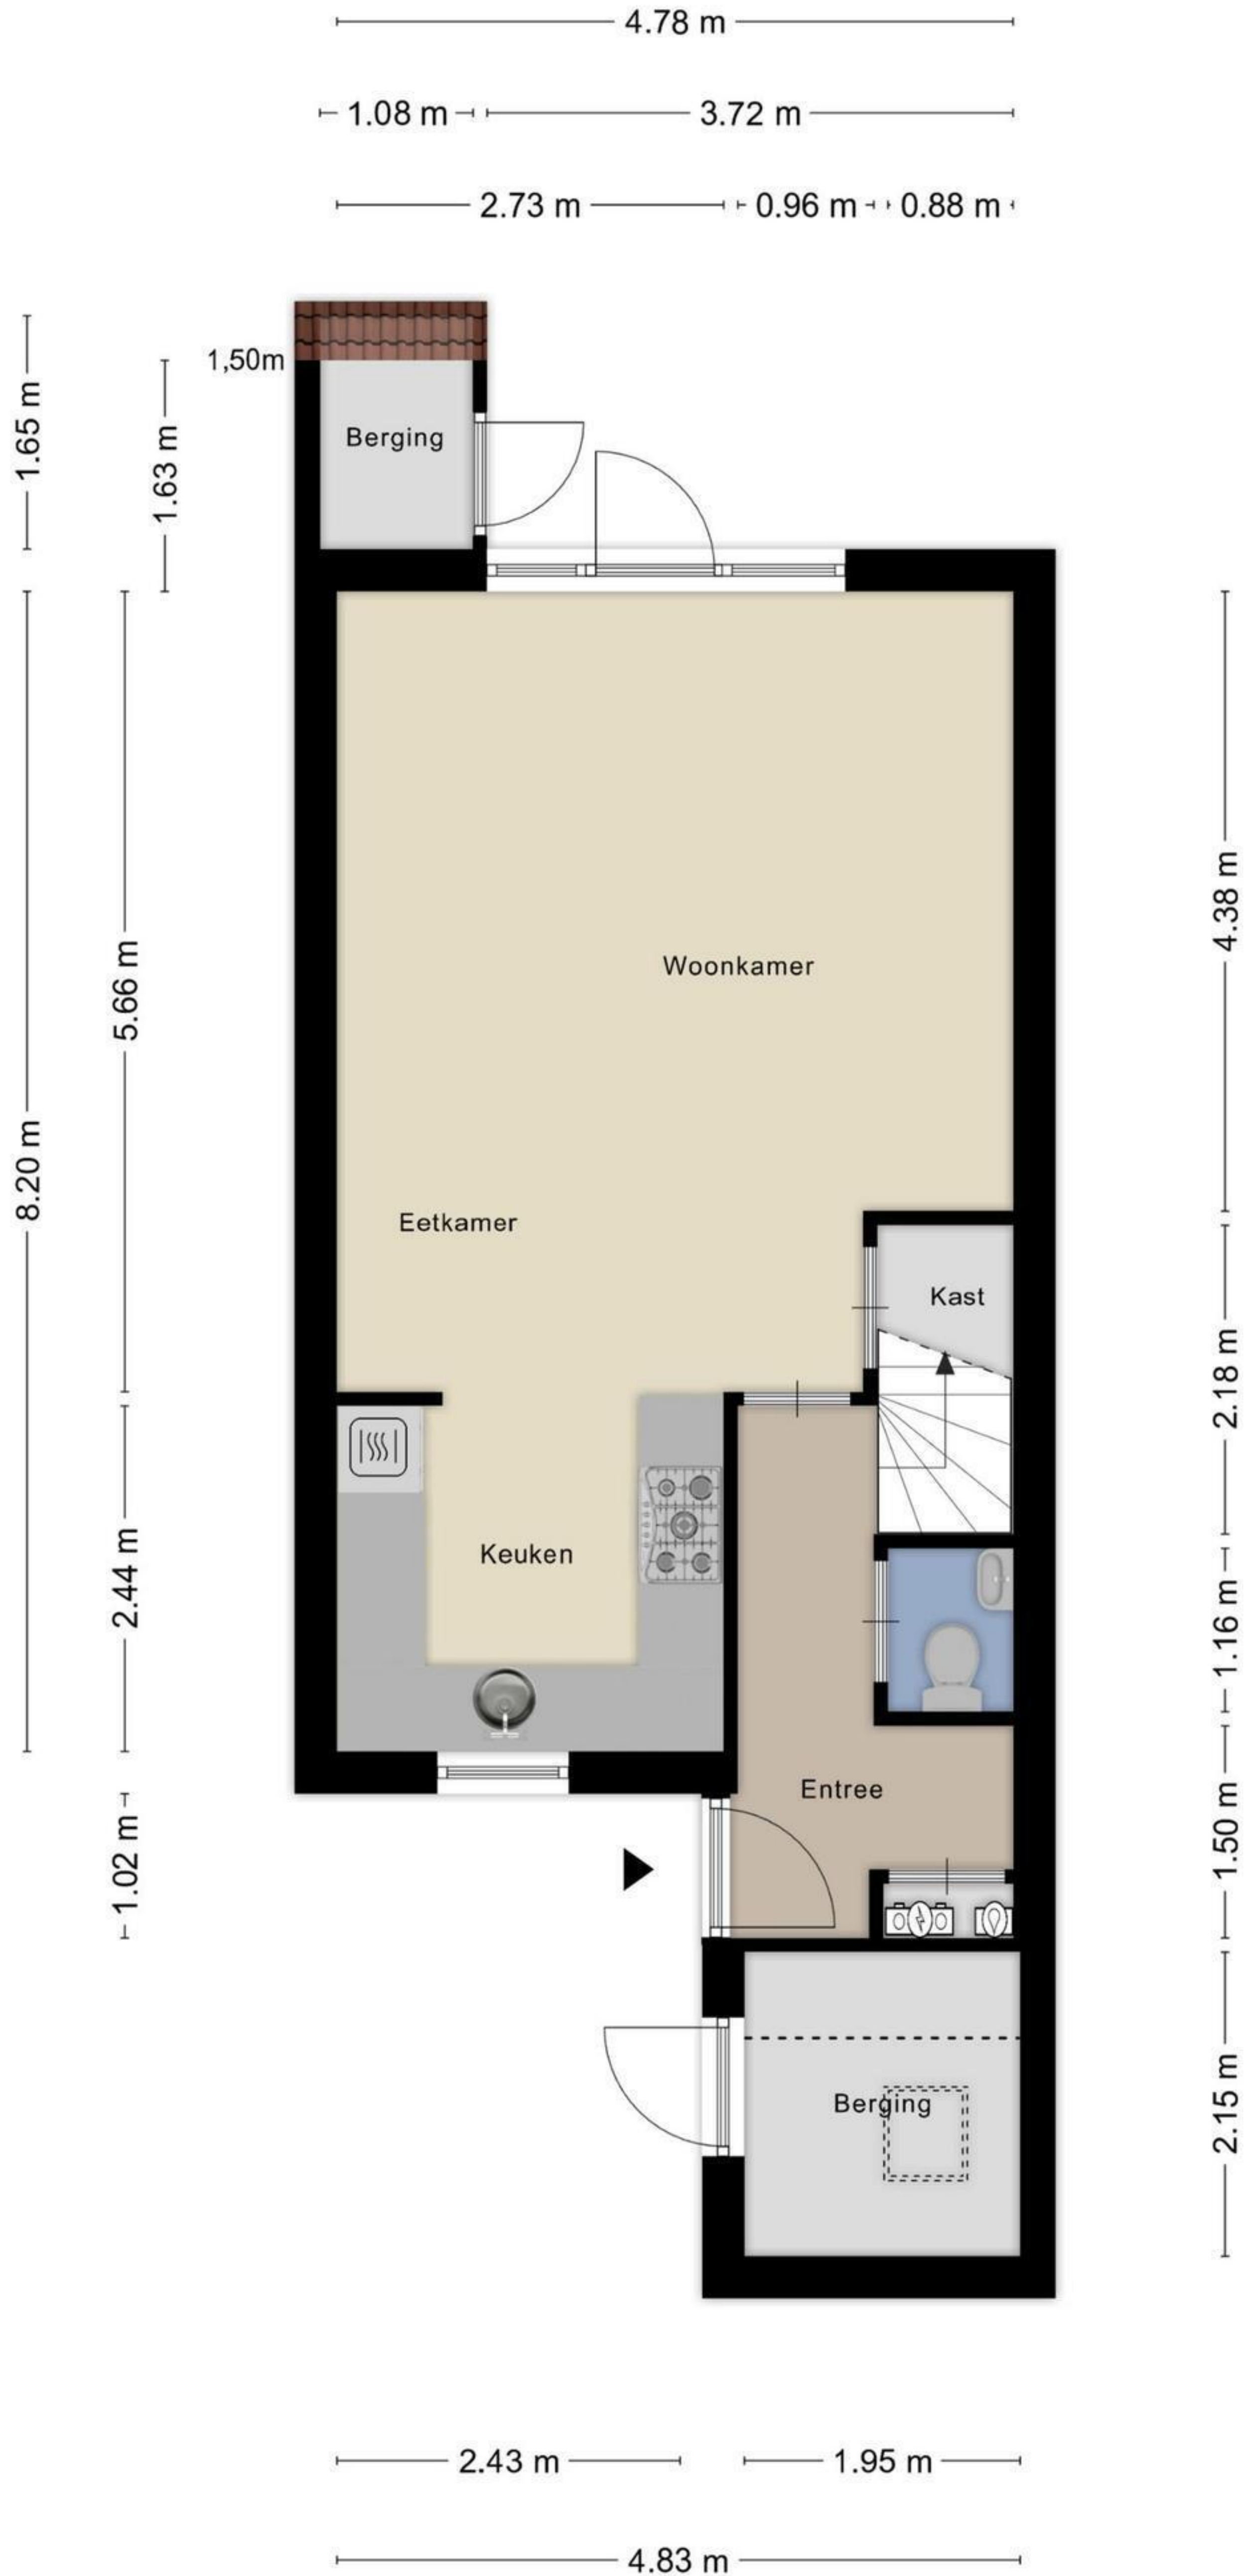 4.78 m
1.08 m
3.72 m
2.73 m
0.96 m
0.88 m
1,50m
1.65 m
1.63 m
Berging
8.20 m
5.66 m
4.38 m
Woonkamer
Eetkamer
Kast
2.18 m
Keuken
2.44 m
1.16 m
Entree
1.02 m
1.50 m
Berging
2.15 m
2.43 m
1.95 m
4.83 m